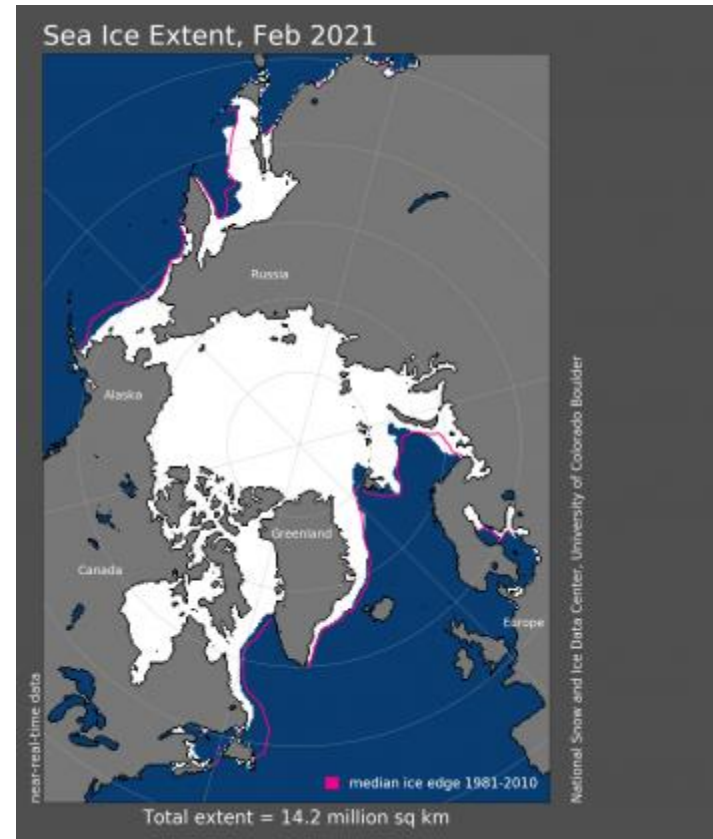 Sea Ice Extent, Feb 2021
Russia
Alaska
Greenland
Canada
Europe
near-real-time data
National Snow and Ice Data Center, University of Colorado Boulder
median ice edge 1981-2010
Total extent = 14.2 million sq km